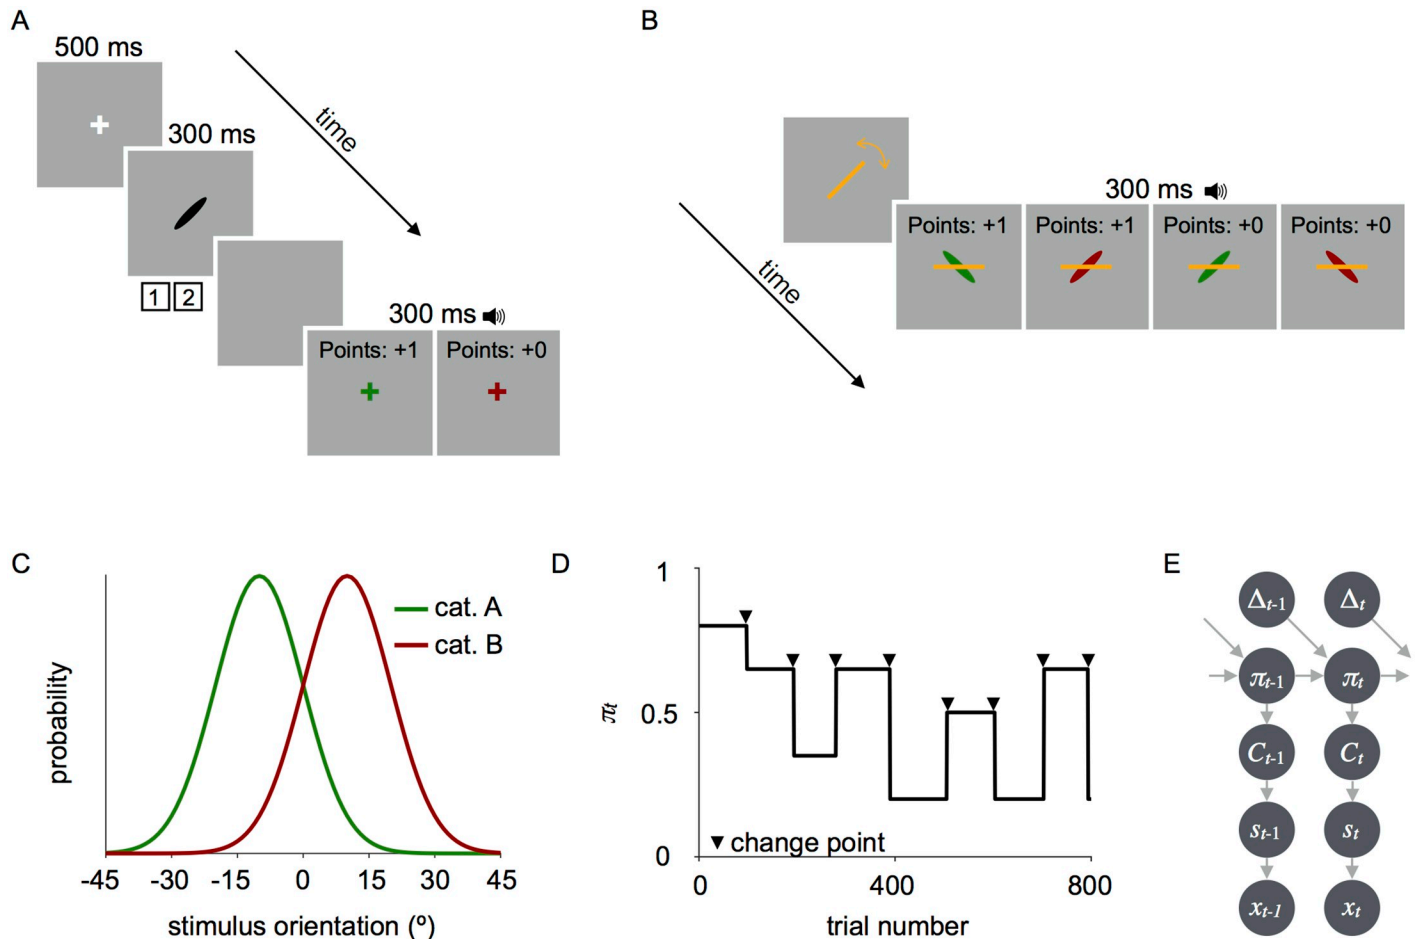 A
500 ms
time
300 ms
1 2
300 ms
Points: +1 Points: +0
B
time
300 ms
Points: +1 Points: +1 Points: +0 Points: +0
C
probability
cat. A
cat. B
-45 -30 -15 0 15 30 45
stimulus orientation (º)
D
1
0.5
0
πt
change point
0 400 800
trial number
E
Δt-1 Δt
πt-1 πt
Ct-1 Ct
st-1 st
xt-1 xt